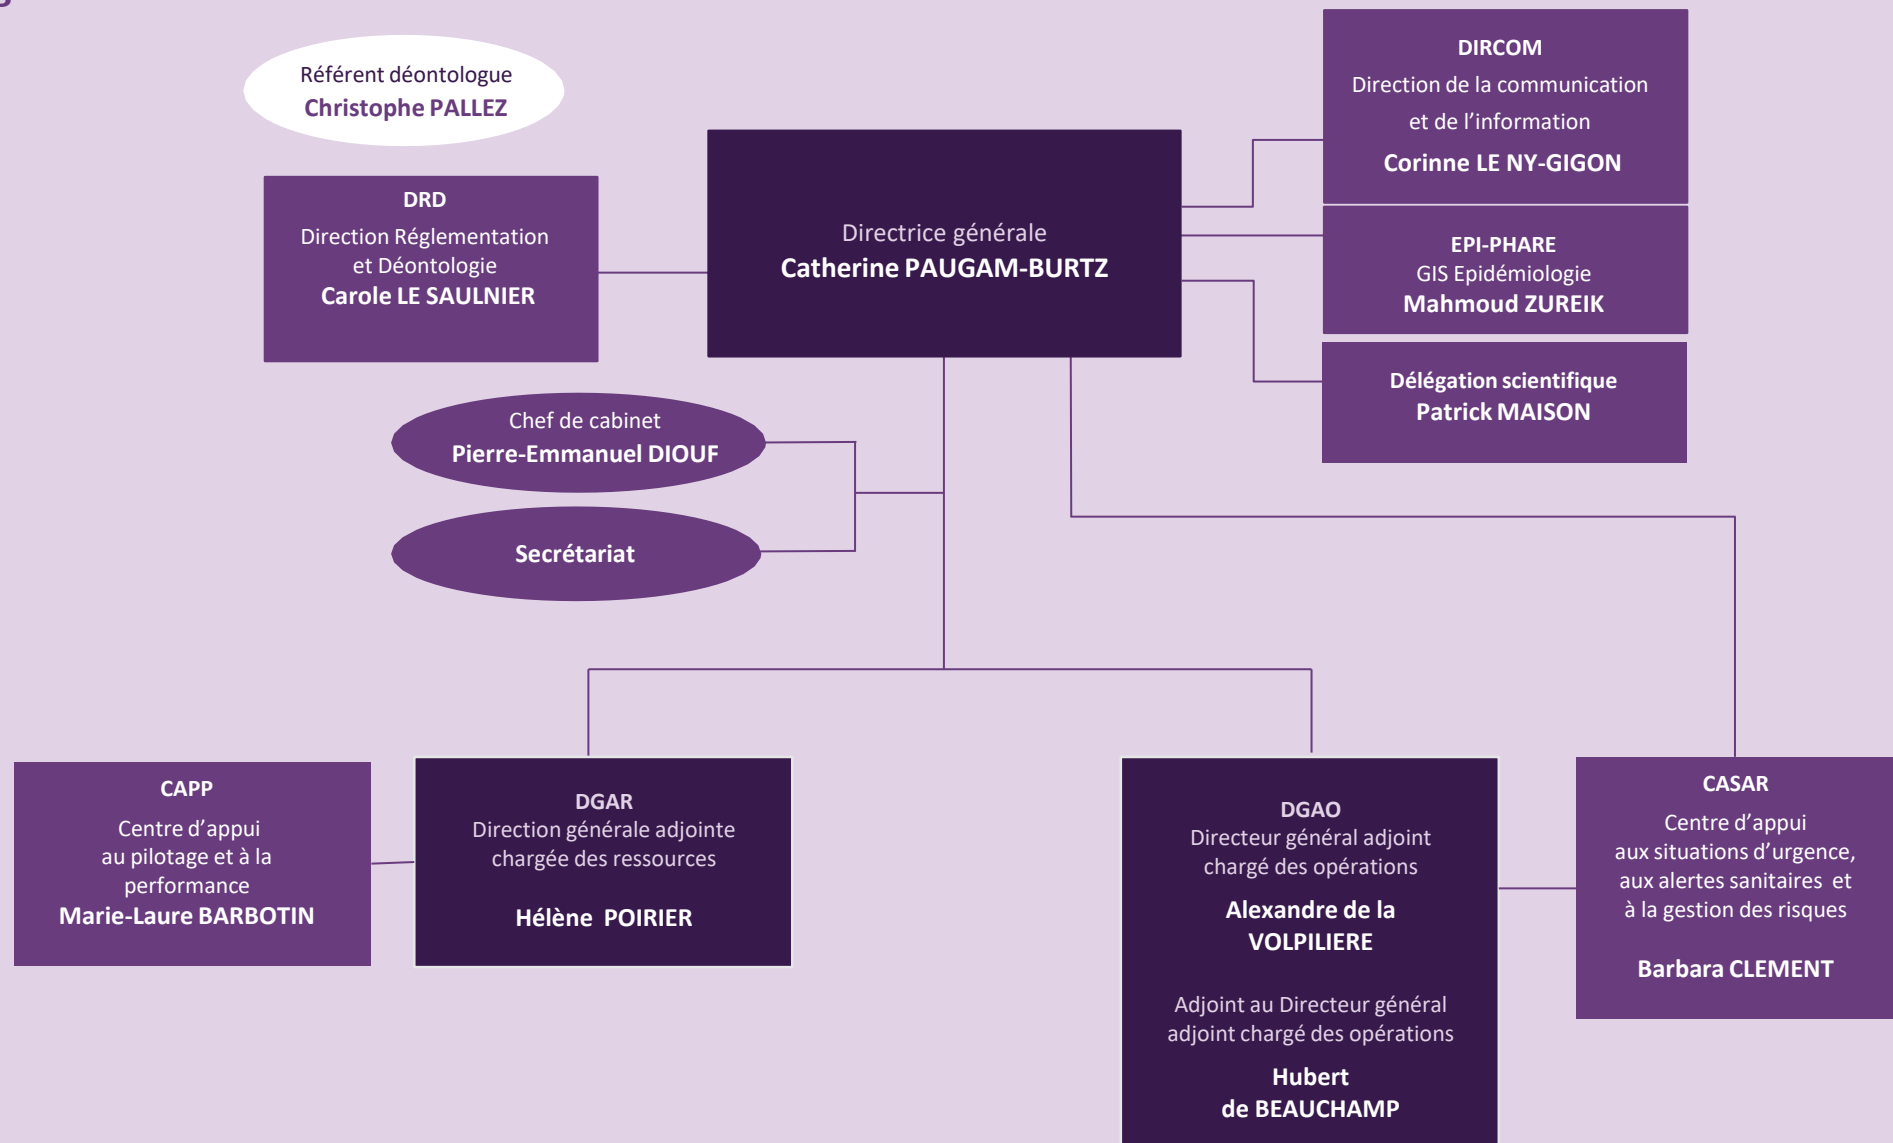 Référent déontologue
Christophe PALLEZ
DRD
Direction Réglementation
et Déontologie
Carole LE SAULNIER
Directrice générale
Catherine PAUGAM-BURTZ
DIRCOM
Direction de la communication
et de l’information
Corinne LE NY-GIGON
EPI-PHARE
GIS Epidémiologie
Mahmoud ZUREIK
Délégation scientifique
Patrick MAISON
Chef de cabinet
Pierre-Emmanuel DIOUF
Secrétariat
CAPP
Centre d’appui
au pilotage et à la
performance
Marie-Laure BARBOTIN
DGAR
Direction générale adjointe
chargée des ressources
Hélène POIRIER
DGAO
Directeur général adjoint
chargé des opérations
Alexandre de la
VOLPILIERE
Adjoint au Directeur général
adjoint chargé des opérations
Hubert
de BEAUCHAMP
CASAR
Centre d’appui
aux situations d’urgence,
aux alertes sanitaires et
à la gestion des risques
Barbara CLEMENT